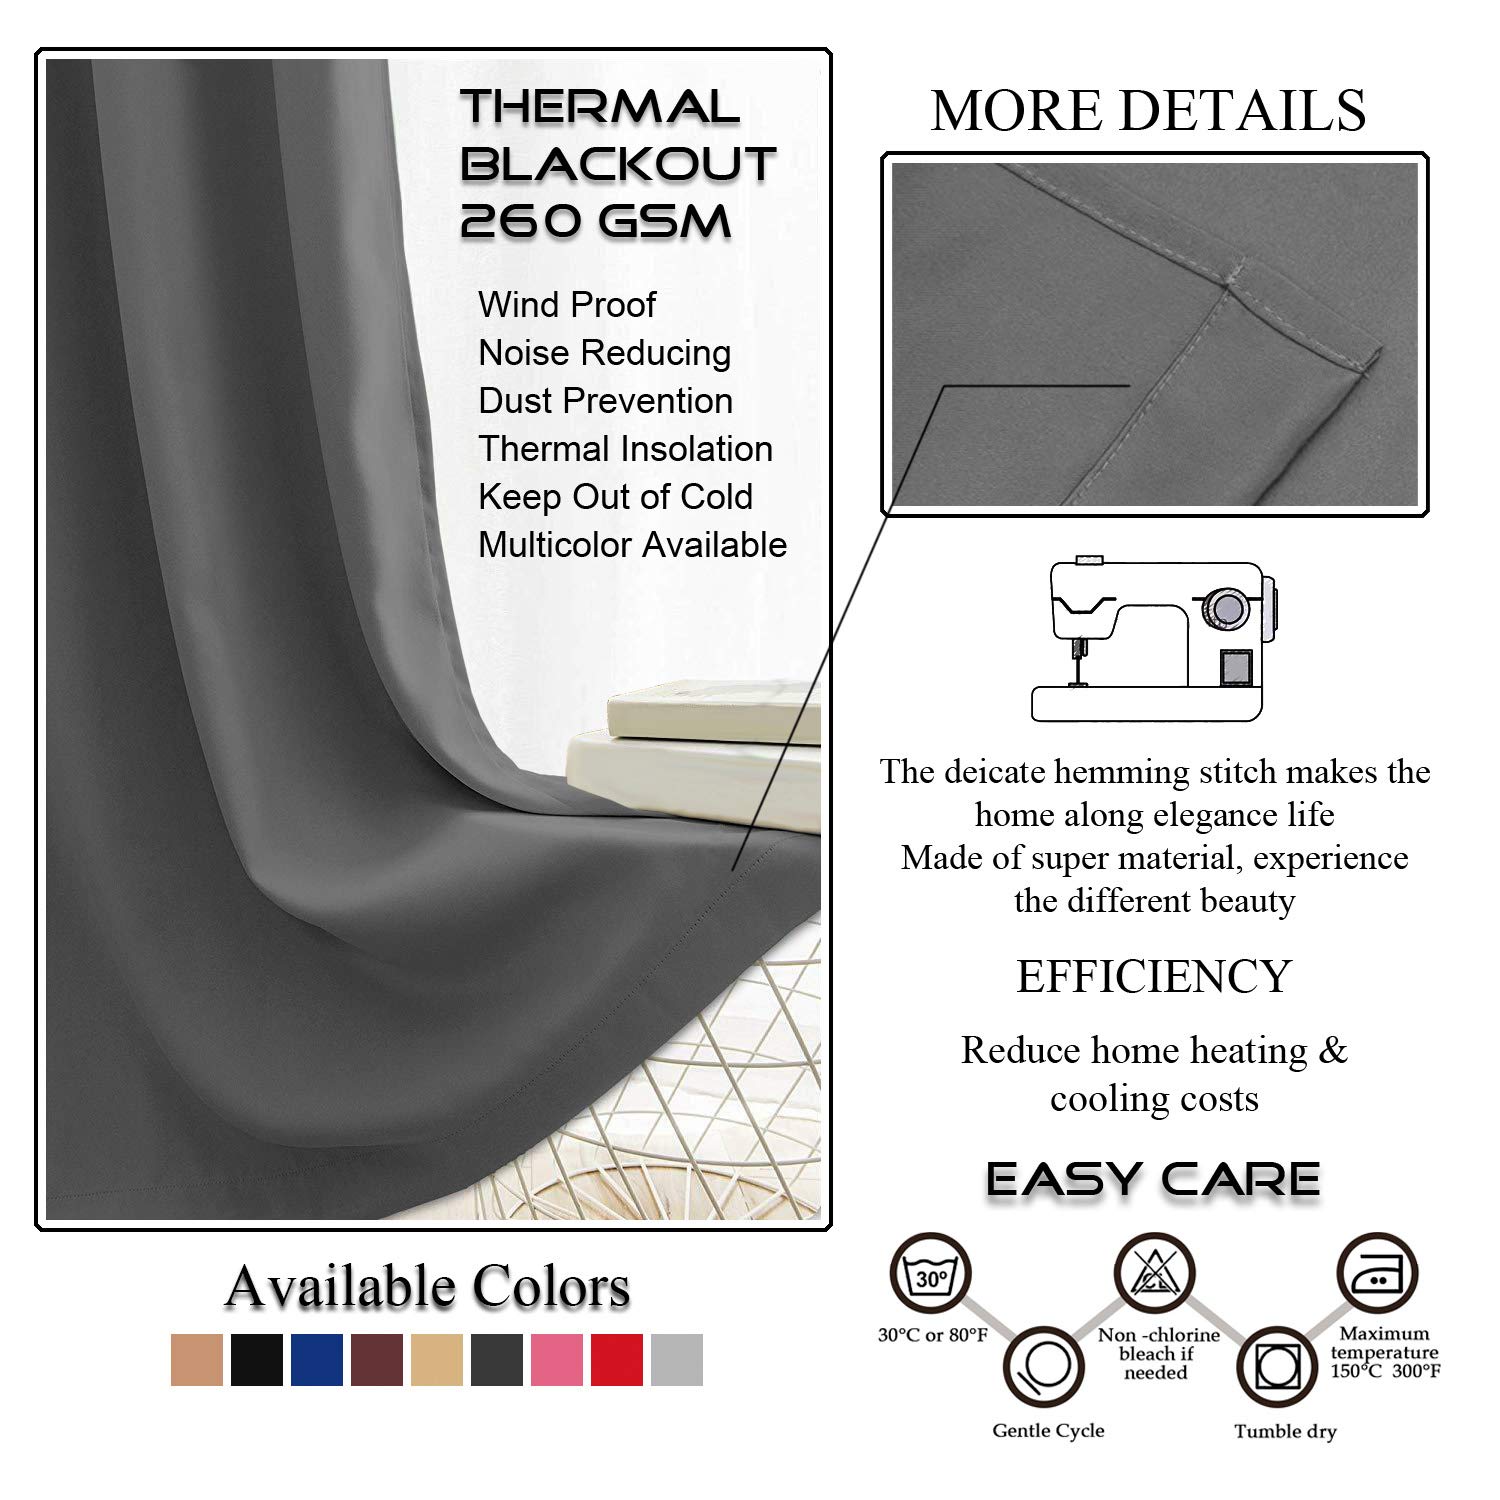 THERMAL
BLACKOUT
260 GSM
Wind Proof
Noise Reducing
Dust Prevention
Thermal Insolation
Keep Out of Cold
Multicolor Available
Available Colors
MORE DETAILS
The deicate hemming stitch makes the
home along elegance life
Made of super material, experience
the different beauty
EFFICIENCY
Reduce home heating &
cooling costs
EASY CARE
30º
30°C or 80°F
Gentle Cycle
CL
Non -chlorine
bleach if
needed
Tumble dry
Maximum
temperature
150°C 300°F